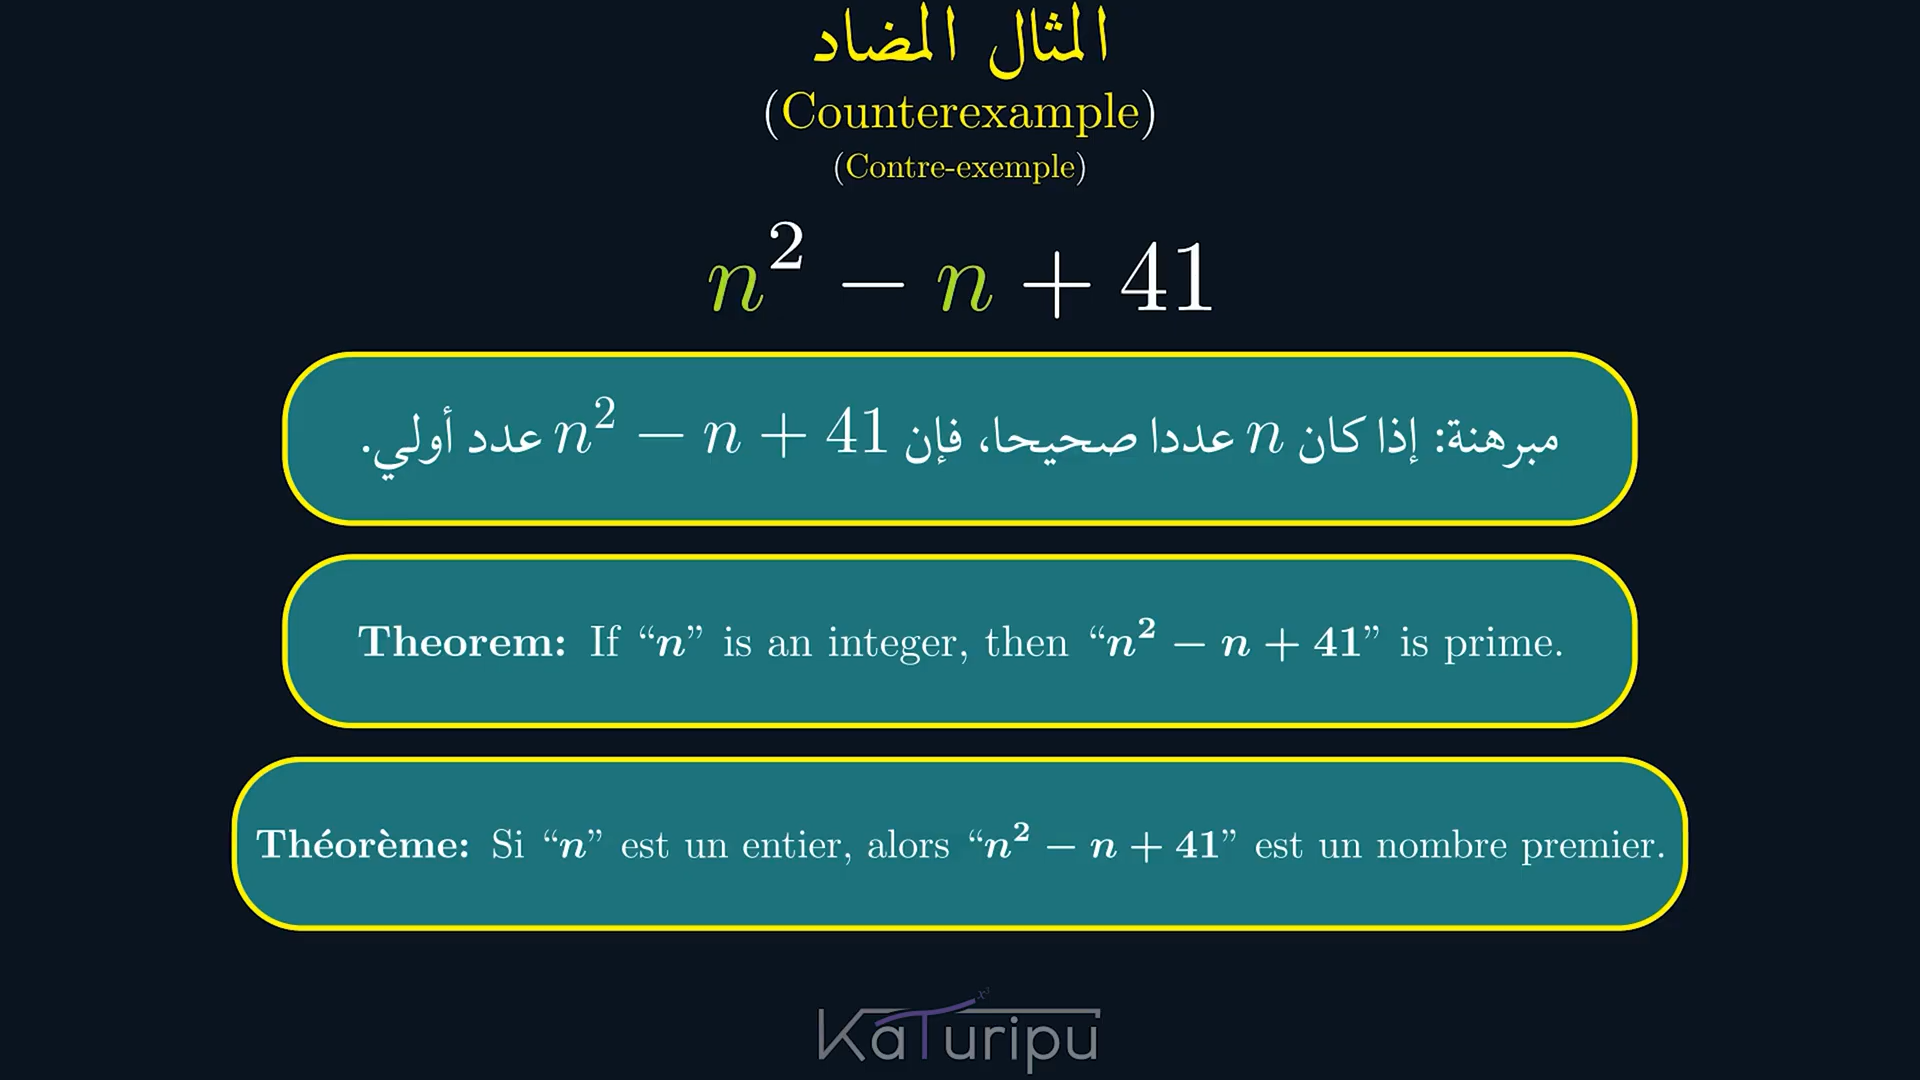 المثال المضاد
(Counterexample)
(Contre-exemple)
n² − n + 41
مبرهنة: إذا كان n عددا صحيحا، فإن n² − n + 41 عدد أولي.
Theorem: If “n” is an integer, then “n² − n + 41” is prime.
Théorème: Si “n” est un entier, alors “n² − n + 41” est un nombre premier.
KaTuripu